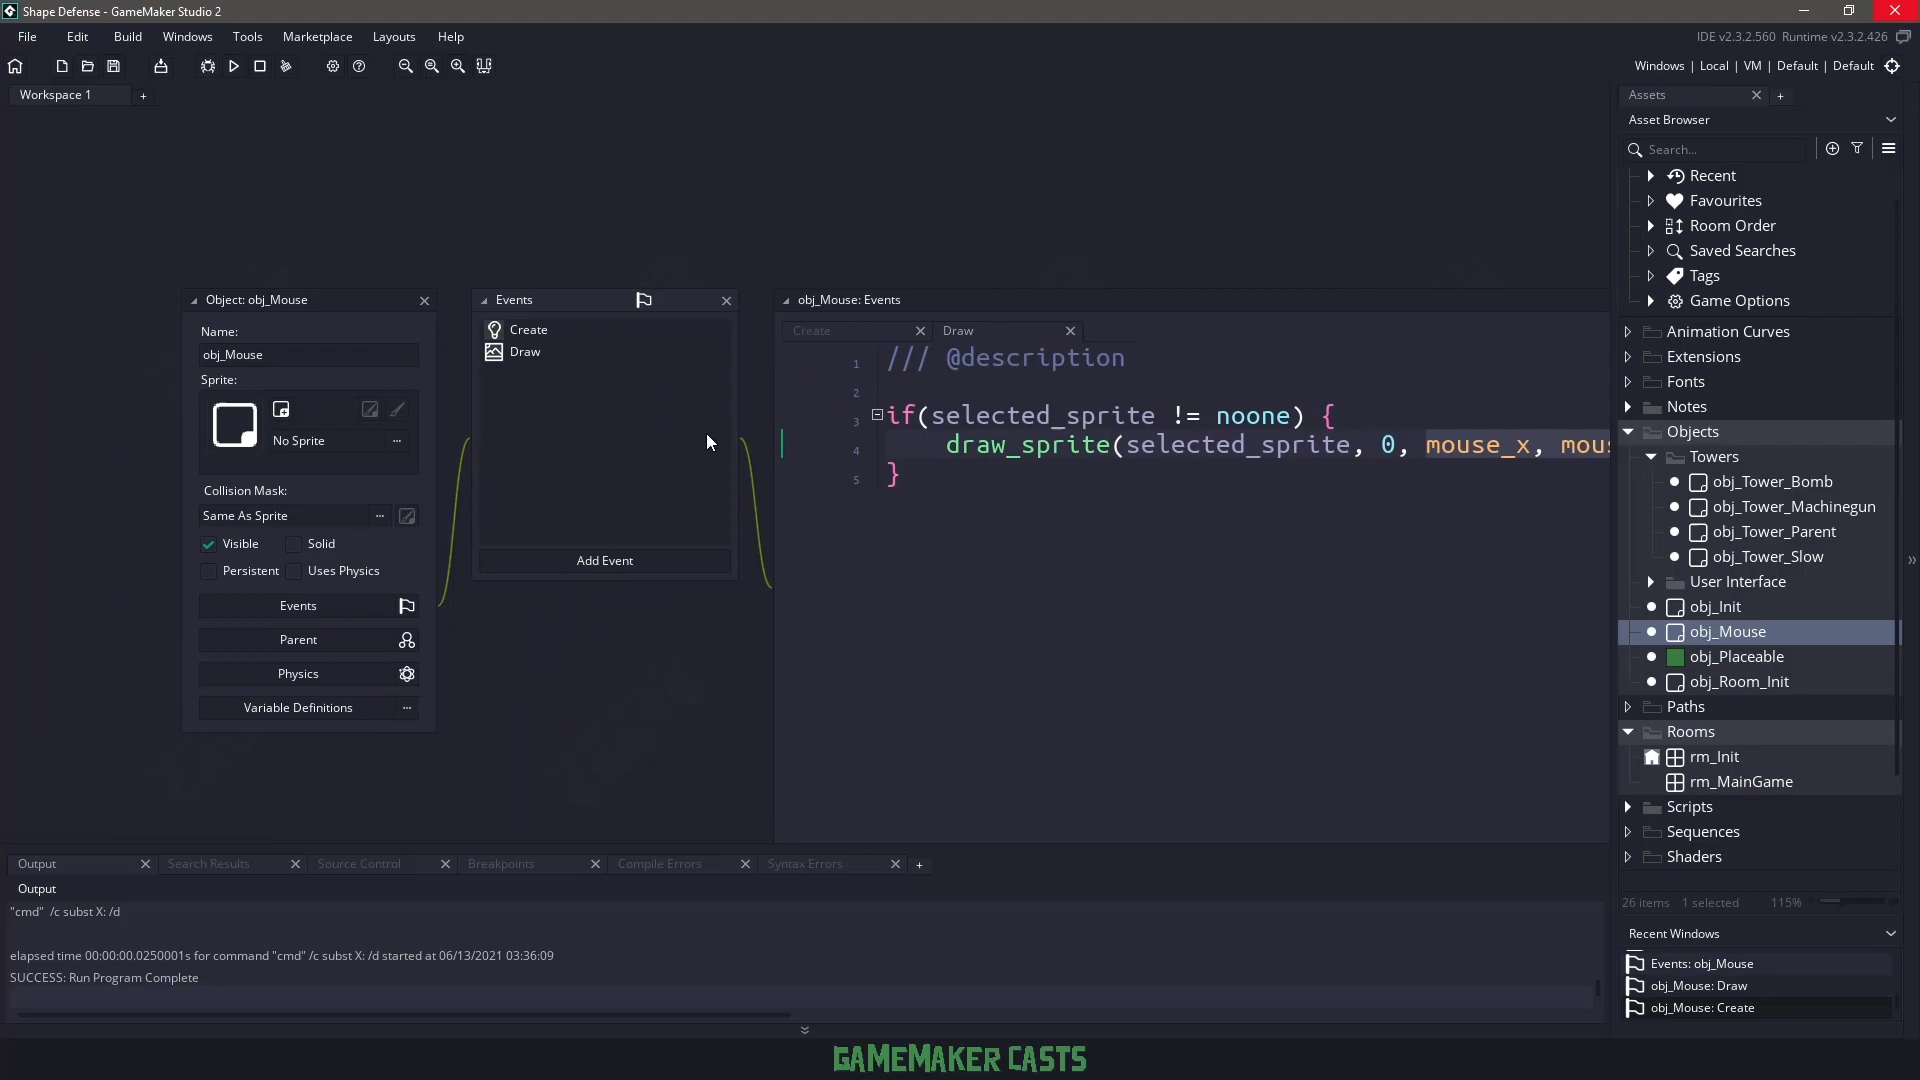 Shape Defense - GameMaker Studio 2
File Edit Build Windows Tools Marketplace Layouts Help
IDE v2.3.2.560 Runtime v2.3.2.426
Windows | Local | VM | Default | Default
Workspace 1
Object: obj_Mouse
Name:
obj_Mouse
Sprite:
No Sprite
Collision Mask:
Same As Sprite
Visible Solid
Persistent Uses Physics
Events
Parent
Physics
Variable Definitions
Events
Create
Draw
Add Event
obj_Mouse: Events
Create Draw
1 /// @description
2
3 if(selected_sprite != noone) {
4 draw_sprite(selected_sprite, 0, mouse_x, mous
5 }
Assets
Asset Browser
Search...
Recent
Favourites
Room Order
Saved Searches
Tags
Game Options
Animation Curves
Extensions
Fonts
Notes
Objects
Towers
obj_Tower_Bomb
obj_Tower_Machinegun
obj_Tower_Parent
obj_Tower_Slow
User Interface
obj_Init
obj_Mouse
obj_Placeable
obj_Room_Init
Paths
Rooms
rm_Init
rm_MainGame
Scripts
Sequences
Shaders
26 items 1 selected 115%
Recent Windows
Events: obj_Mouse
obj_Mouse: Draw
obj_Mouse: Create
Output Search Results Source Control Breakpoints Compile Errors Syntax Errors
Output
"cmd" /c subst X: /d
elapsed time 00:00:00.0250001s for command "cmd" /c subst X: /d started at 06/13/2021 03:36:09
SUCCESS: Run Program Complete
GAMEMAKER CASTS